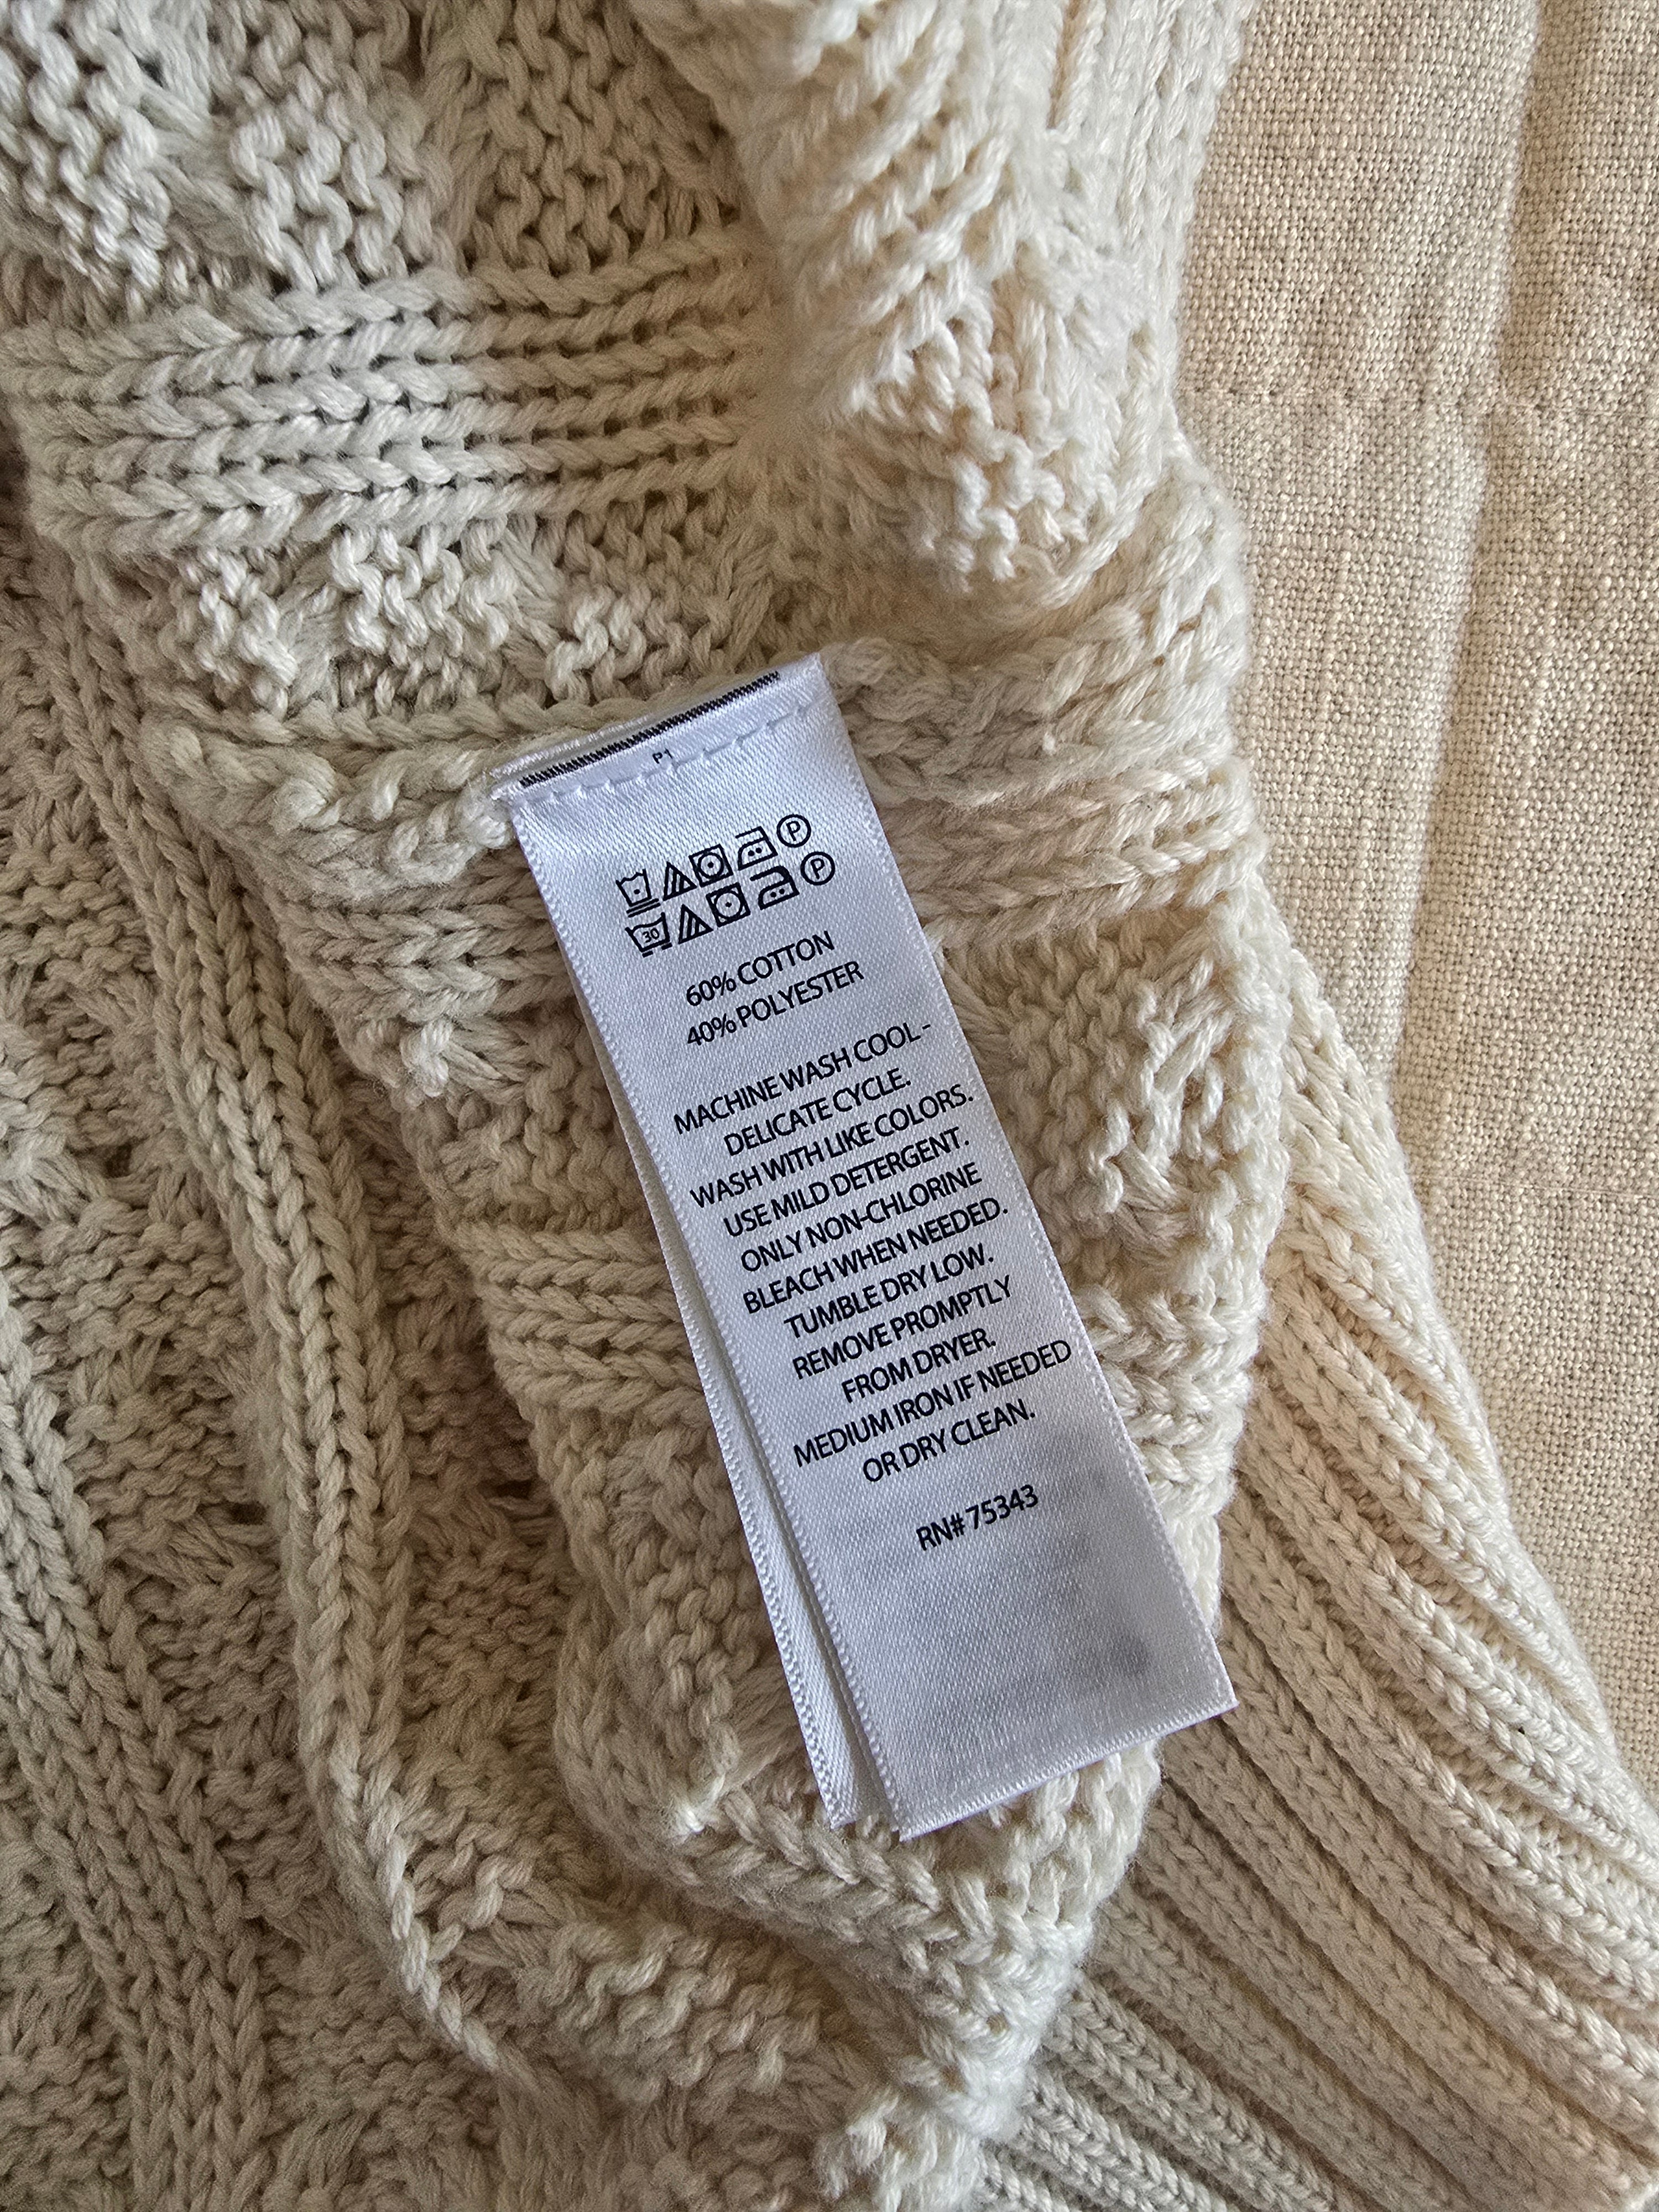 P1
P
30 P
60% COTTON
40% POLYESTER
MACHINE WASH COOL -
DELICATE CYCLE.
WASH WITH LIKE COLORS.
USE MILD DETERGENT.
ONLY NON-CHLORINE
BLEACH WHEN NEEDED.
TUMBLE DRY LOW.
REMOVE PROMPTLY
FROM DRYER.
MEDIUM IRON IF NEEDED
OR DRY CLEAN.
RN# 75343